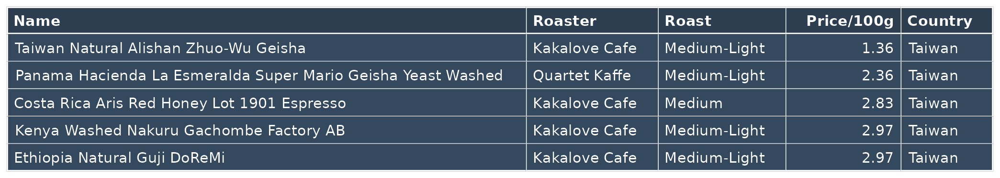 Name Roaster Roast Price/100g Country
Taiwan Natural Alishan Zhuo-Wu Geisha Kakalove Cafe Medium-Light 1.36 Taiwan
Panama Hacienda La Esmeralda Super Mario Geisha Yeast Washed Quartet Kaffe Medium-Light 2.36 Taiwan
Costa Rica Aris Red Honey Lot 1901 Espresso Kakalove Cafe Medium 2.83 Taiwan
Kenya Washed Nakuru Gachombe Factory AB Kakalove Cafe Medium-Light 2.97 Taiwan
Ethiopia Natural Guji DoReMi Kakalove Cafe Medium-Light 2.97 Taiwan